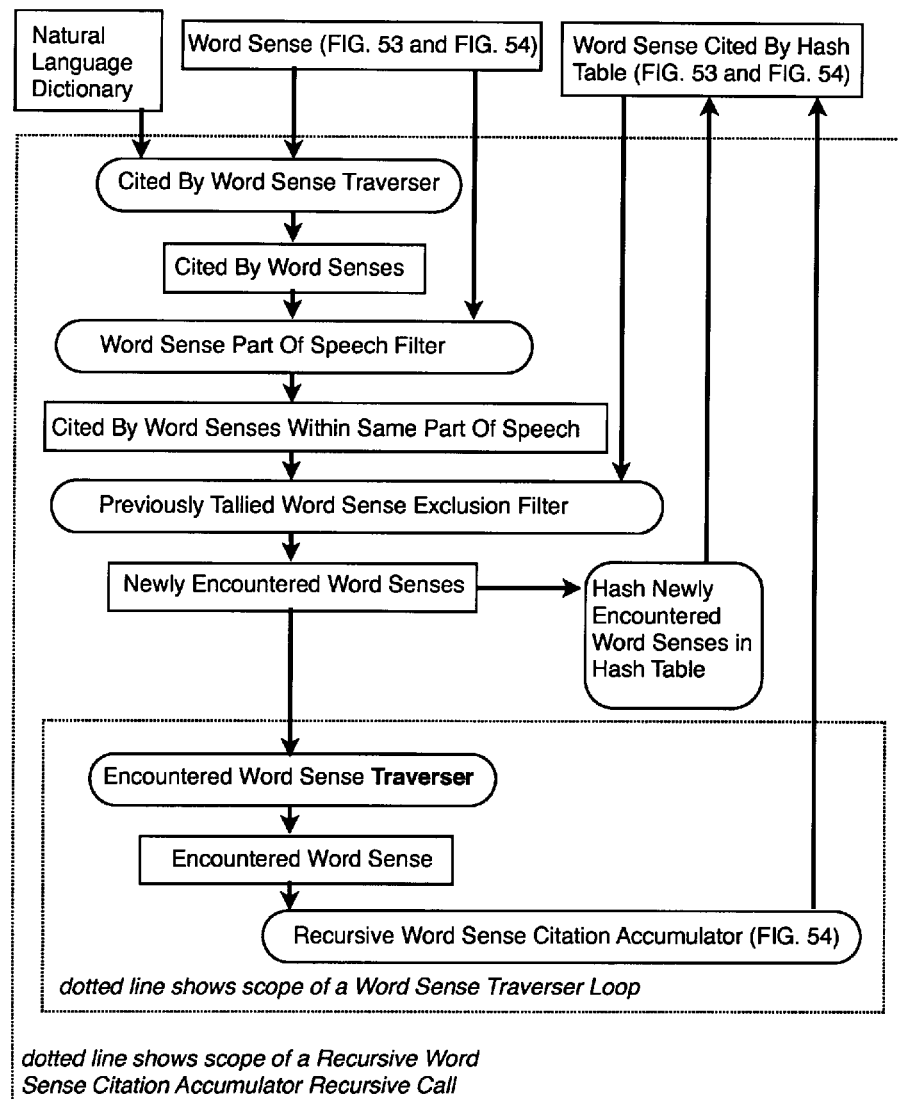 Natural
Language
Dictionary
Word Sense (FIG. 53 and FIG. 54)
Word Sense Cited By Hash
Table (FIG. 53 and FIG. 54)
Cited By Word Sense Traverser
Cited By Word Senses
Word Sense Part Of Speech Filter
Cited By Word Senses Within Same Part Of Speech
Previously Tallied Word Sense Exclusion Filter
Newly Encountered Word Senses
Hash Newly
Encountered
Word Senses in
Hash Table
Encountered Word Sense Traverser
Encountered Word Sense
Recursive Word Sense Citation Accumulator (FIG. 54)
dotted line shows scope of a Word Sense Traverser Loop
dotted line shows scope of a Recursive Word
Sense Citation Accumulator Recursive Call